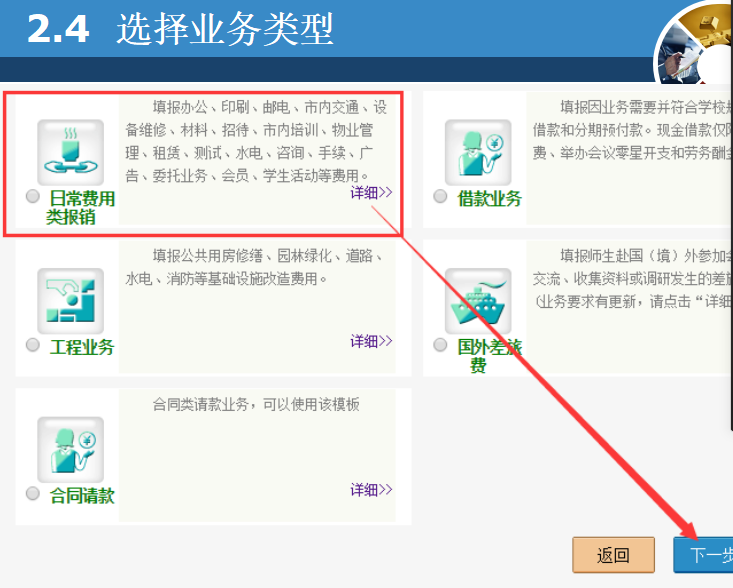 2.4 选择业务类型
填报办公、印刷、邮电、市内交通、设
备维修、材料、招待、市内培训、物业管
理、租赁、测试、水电、咨询、手续、广
告、委托业务、会员、学生活动等费用。
详细>>
日常费用
类报销
填报因业务需要并符合学校
借款和分期预付款。现金借款仅
费、举办会议零星开支和劳务酬
借款业务
填报公共用房修缮、园林绿化、道路、
水电、消防等基础设施改造费用。
详细>>
工程业务
填报师生赴国（境）外参加
交流、收集资料或调研发生的差
（业务要求有更新，请点击“详细
国外差旅
费
合同类请款业务，可以使用该模板
详细>>
合同请款
返回
下一步